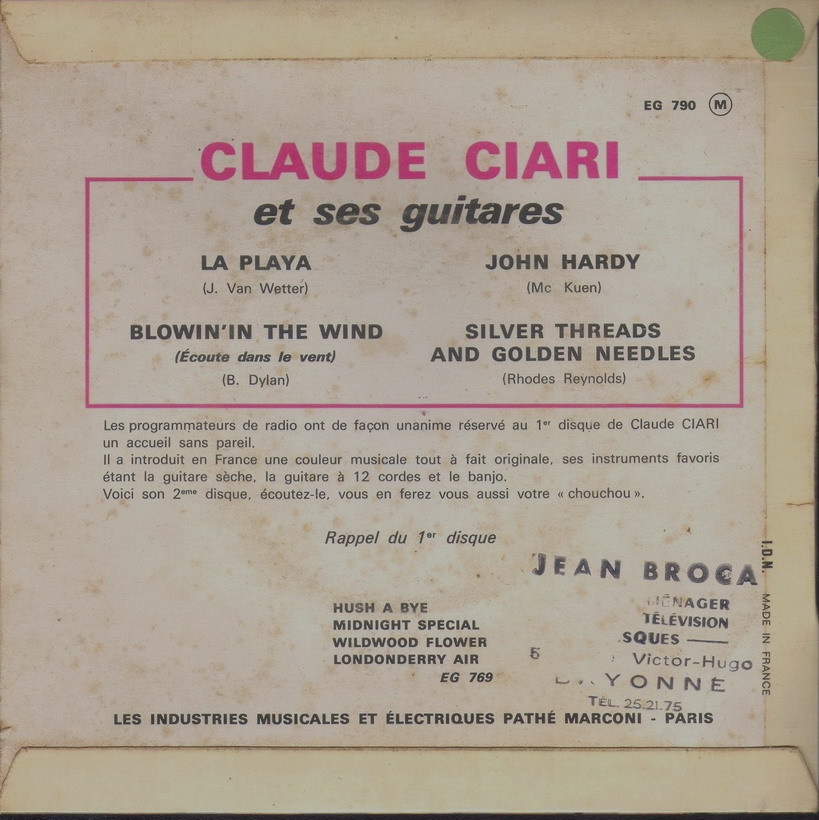 EG 790 M
CLAUDE CIARI
et ses guitares
LA PLAYA
(J. Van Wetter)
BLOWIN'IN THE WIND
(Écoute dans le vent)
(B. Dylan)
JOHN HARDY
(Mc Kuen)
SILVER THREADS
AND GOLDEN NEEDLES
(Rhodes Reynolds)
Les programmateurs de radio ont de façon unanime réservé au 1er disque de Claude CIARI
un accueil sans pareil.
Il a introduit en France une couleur musicale tout à fait originale, ses instruments favoris
étant la guitare sèche, la guitare à 12 cordes et le banjo.
Voici son 2eme disque, écoutez-le, vous en ferez vous aussi votre « chouchou ».
Rappel du 1er disque
HUSH A BYE
MIDNIGHT SPECIAL
WILDWOOD FLOWER
LONDONDERRY AIR
EG 769
JEAN BROCA
TÉLÉVISION
5 Victor-Hugo
TÉL. 25.21.75
I.D.N. MADE IN FRANCE
LES INDUSTRIES MUSICALES ET ÉLECTRIQUES PATHÉ MARCONI - PARIS